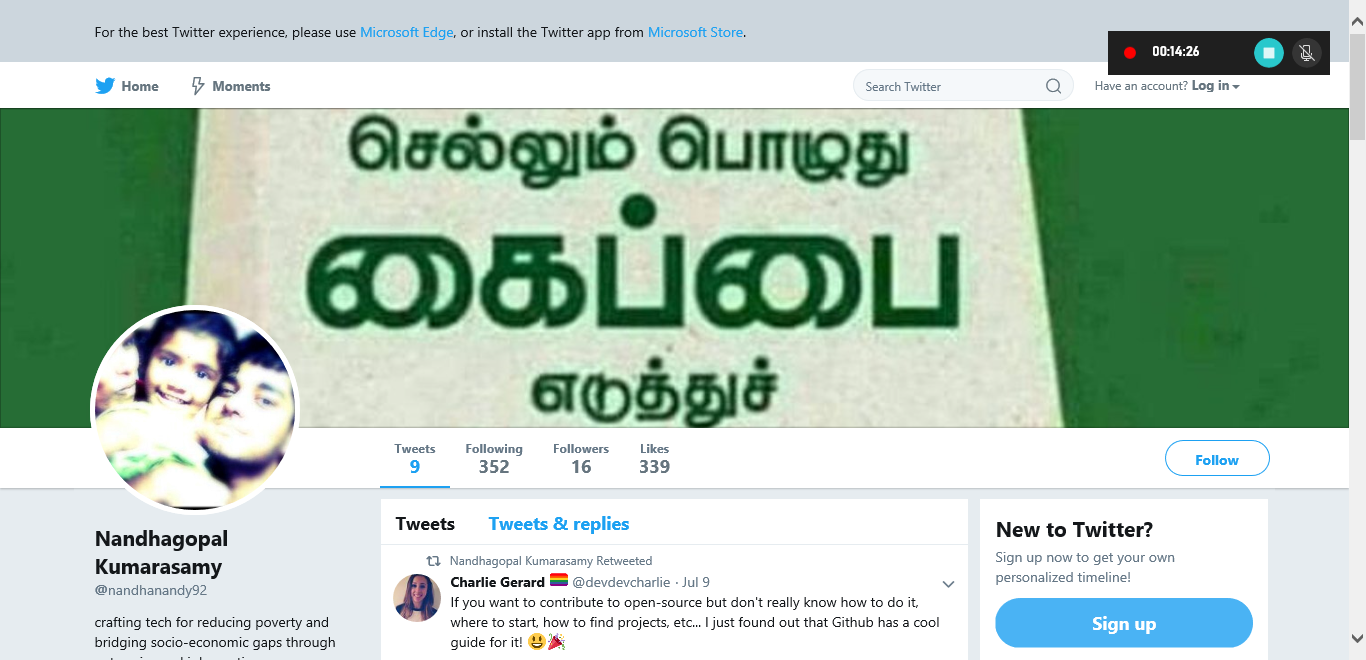 For the best Twitter experience, please use Microsoft Edge, or install the Twitter app from Microsoft Store.
00:14:26
Home
Moments
Search Twitter
Have an account? Log in
செல்லும் பொழுது
கைப்பை
எடுத்துச்
Tweets
9
Following
352
Followers
16
Likes
339
Follow
Nandhagopal
Kumarasamy
@nandhanandy92
crafting tech for reducing poverty and
bridging socio-economic gaps through
Tweets
Tweets & replies
Nandhagopal Kumarasamy Retweeted
Charlie Gerard 🏳️‍🌈 @devdevcharlie · Jul 9
If you want to contribute to open-source but don't really know how to do it,
where to start, how to find projects, etc... I just found out that Github has a cool
guide for it! 😃🎉
New to Twitter?
Sign up now to get your own
personalized timeline!
Sign up